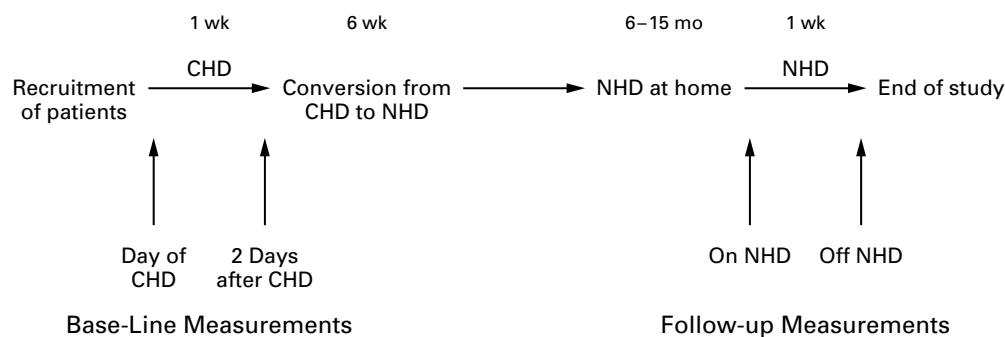 1 wk
6 wk
6–15 mo
1 wk
CHD
NHD
Recruitment
of patients
Conversion from
CHD to NHD
NHD at home
End of study
Day of
CHD
2 Days
after CHD
On NHD
Off NHD
Base-Line Measurements
Follow-up Measurements